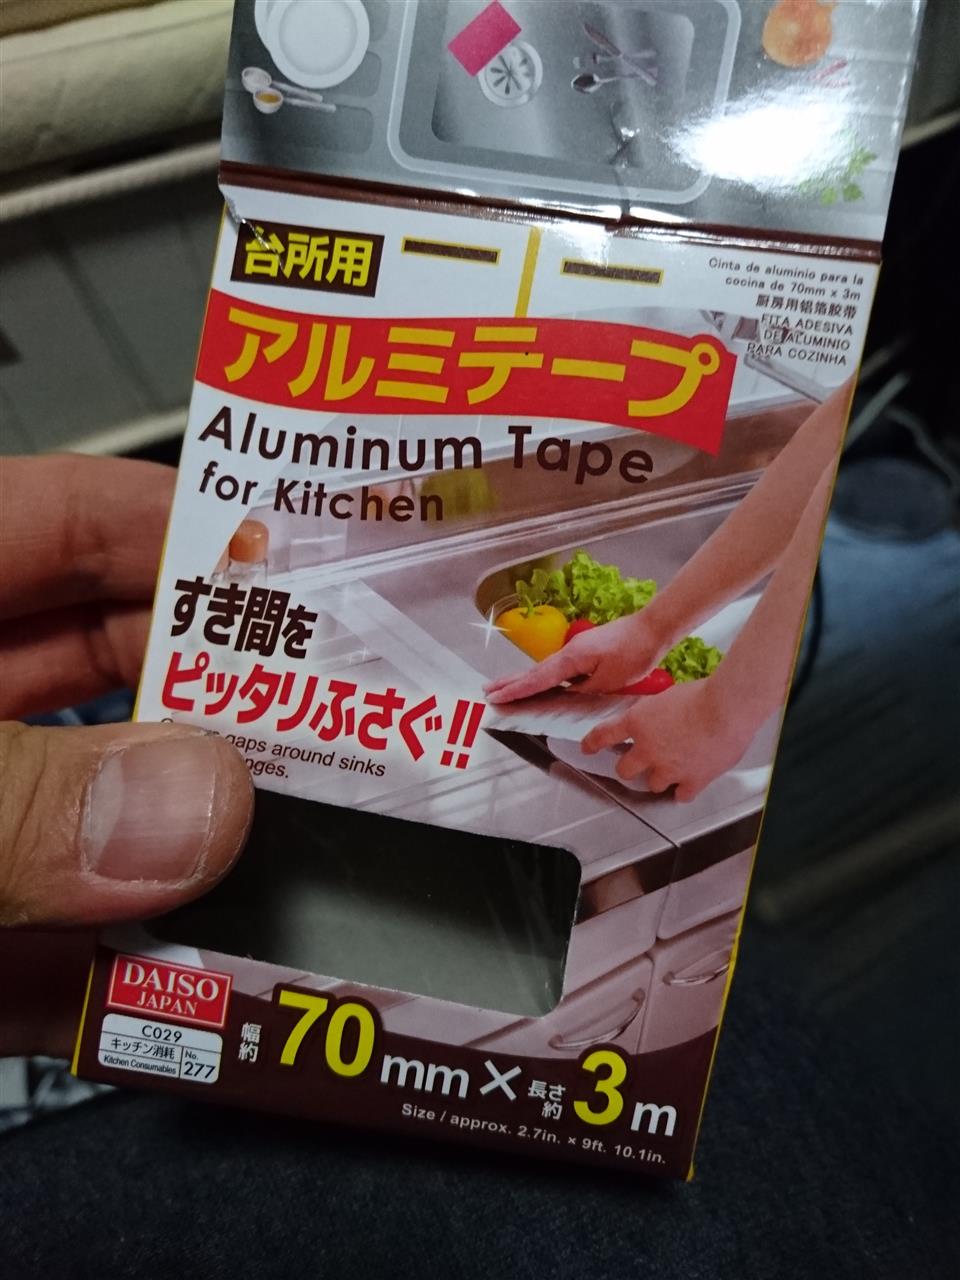 台所用
Cinta de aluminio para la
cocina de 70mm x 3m
厨房用铝箔胶带
FITA ADESIVA
DE ALUMINIO
PARA COZINHA
アルミテープ
Aluminum Tape
for Kitchen
すき間を
ピッタリふさぐ!!
gaps around sinks
DAISO
JAPAN
C029
キッチン消耗
Kitchen Consumables
No.
277
幅約 70mm×長さ約 3m
Size / approx. 2.7in. × 9ft. 10.1in.